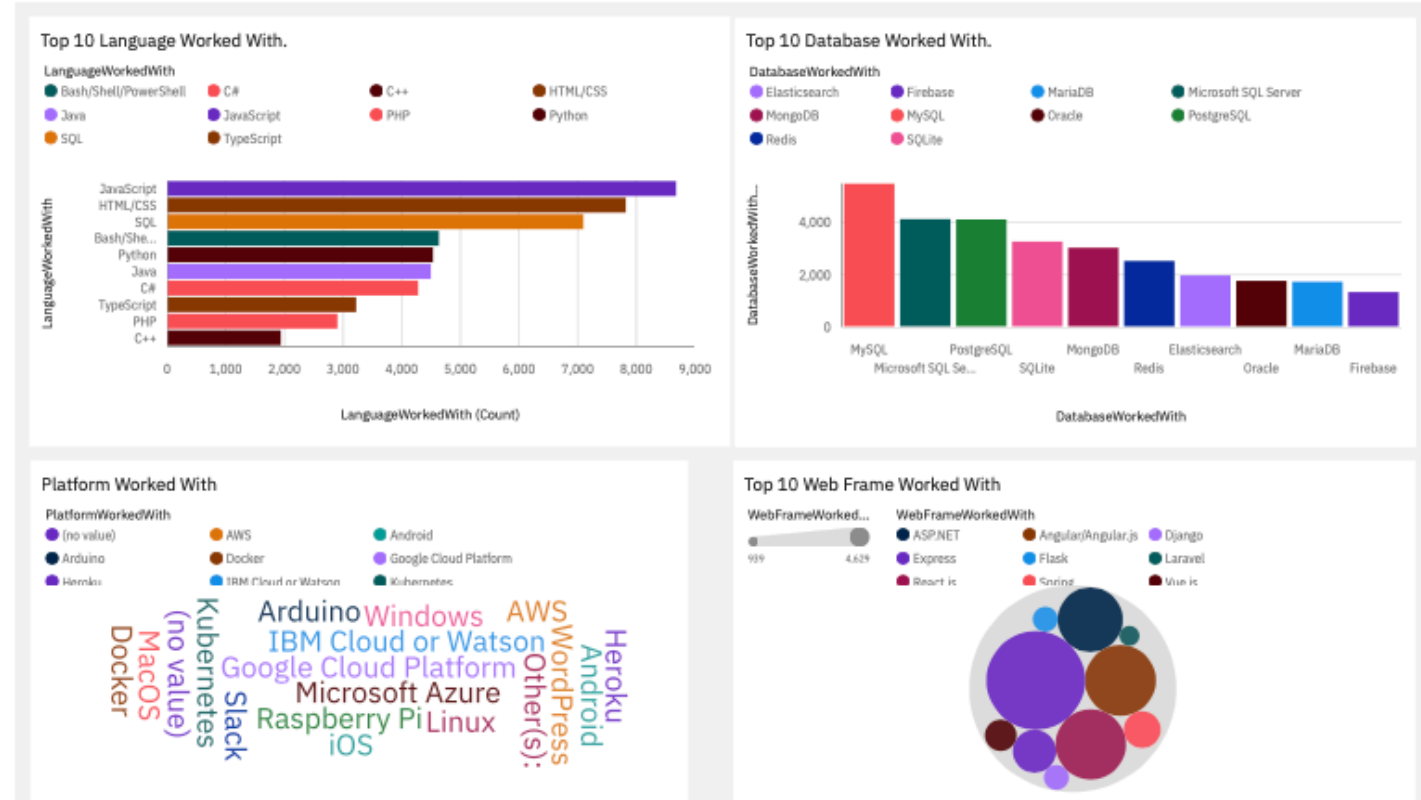 Top 10 Language Worked With.
LanguageWorkedWith
Bash/Shell/PowerShell C# C++ HTML/CSS
Java JavaScript PHP Python
SQL TypeScript
LanguageWorkedWith
JavaScript
HTML/CSS
SQL
Bash/She...
Python
Java
C#
TypeScript
PHP
C++
0 1,000 2,000 3,000 4,000 5,000 6,000 7,000 8,000 9,000
LanguageWorkedWith (Count)
Top 10 Database Worked With.
DatabaseWorkedWith
Elasticsearch Firebase MariaDB Microsoft SQL Server
MongoDB MySQL Oracle PostgreSQL
Redis SQLite
DatabaseWorkedWith...
4,000
2,000
0
MySQL PostgreSQL MongoDB Elasticsearch MariaDB
Microsoft SQL Se... SQLite Redis Oracle Firebase
DatabaseWorkedWith
Platform Worked With
PlatformWorkedWith
(no value) AWS Android
Arduino Docker Google Cloud Platform
Heroku IBM Cloud or Watson Kubernetes
Docker
MacOS
(no value)
Kubernetes
Slack
Arduino
Windows
AWS
IBM Cloud or Watson
Google Cloud Platform
Microsoft Azure
Raspberry Pi
Linux
iOS
Other(s):
WordPress
Android
Heroku
Top 10 Web Frame Worked With
WebFrameWorked...
939 4,629
WebFrameWorkedWith
ASP.NET Angular/Angular.js Django
Express Flask Laravel
React.js Spring Vue.js